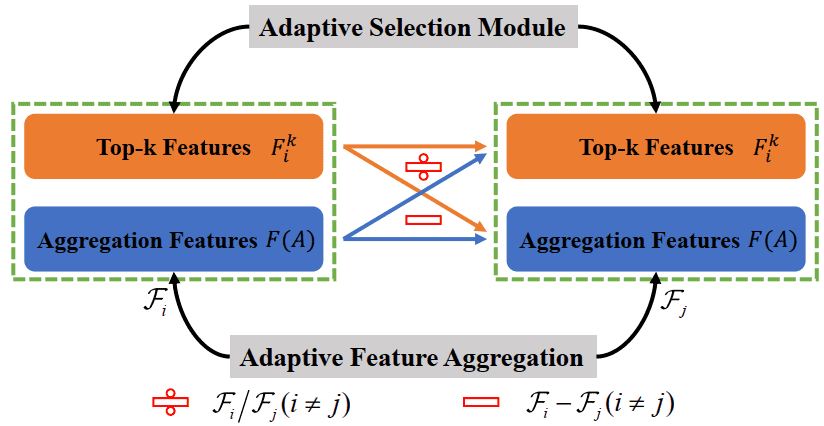 Adaptive Selection Module
Top-k Features $F_i^k$
Top-k Features $F_i^k$
Aggregation Features $F(A)$
Aggregation Features $F(A)$
$\mathcal{F}_i$
$\mathcal{F}_j$
Adaptive Feature Aggregation
$\mathcal{F}_i / \mathcal{F}_j (i \neq j)$
$\mathcal{F}_i - \mathcal{F}_j (i \neq j)$